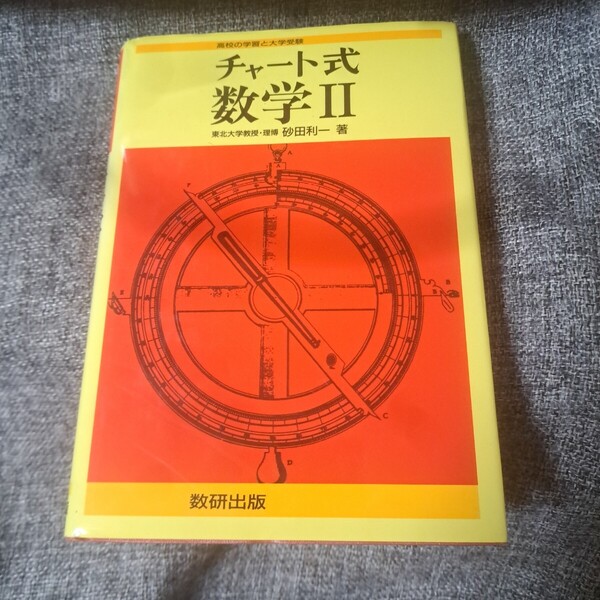 高校の学習と大学受験
チャート式
数学II
東北大学教授・理博 砂田利一 著
A
A
F
E
B
C
D
数研出版